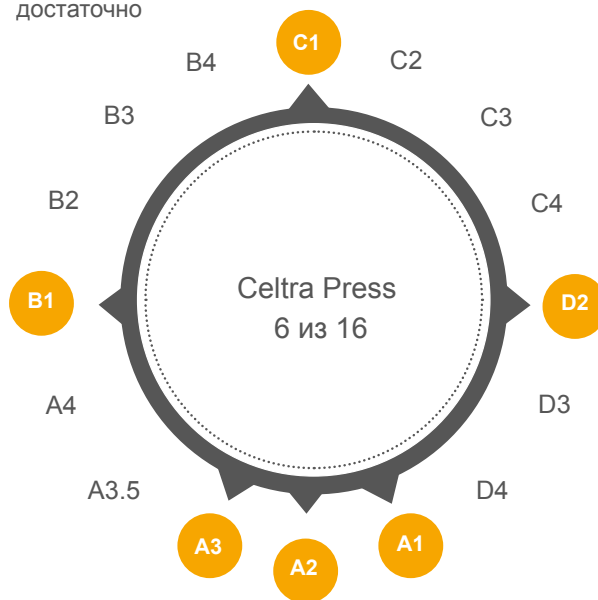 достаточно
C1
B4
C2
B3
C3
B2
C4
B1
Celtra Press
6 из 16
D2
A4
D3
A3.5
D4
A3
A2
A1